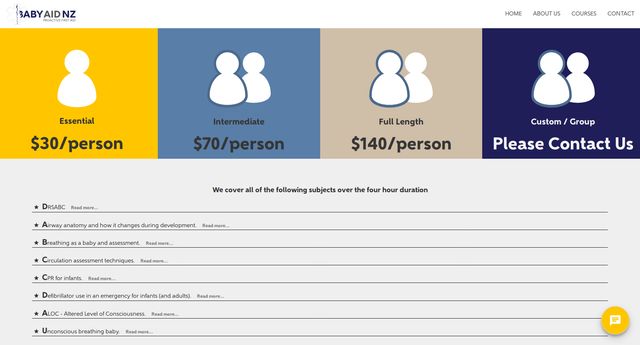 BABY AID NZ
PROACTIVE FIRST AID
HOME ABOUT US COURSES CONTACT
Essential
$30/person
Intermediate
$70/person
Full Length
$140/person
Custom / Group
Please Contact Us
We cover all of the following subjects over the four hour duration
★ DRSABC Read more...
★ Airway anatomy and how it changes during development. Read more...
★ Breathing as a baby and assessment. Read more...
★ Circulation assessment techniques. Read more...
★ CPR for infants. Read more...
★ Defibrillator use in an emergency for infants (and adults). Read more...
★ ALOC - Altered Level of Consciousness. Read more...
★ Unconscious breathing baby. Read more...